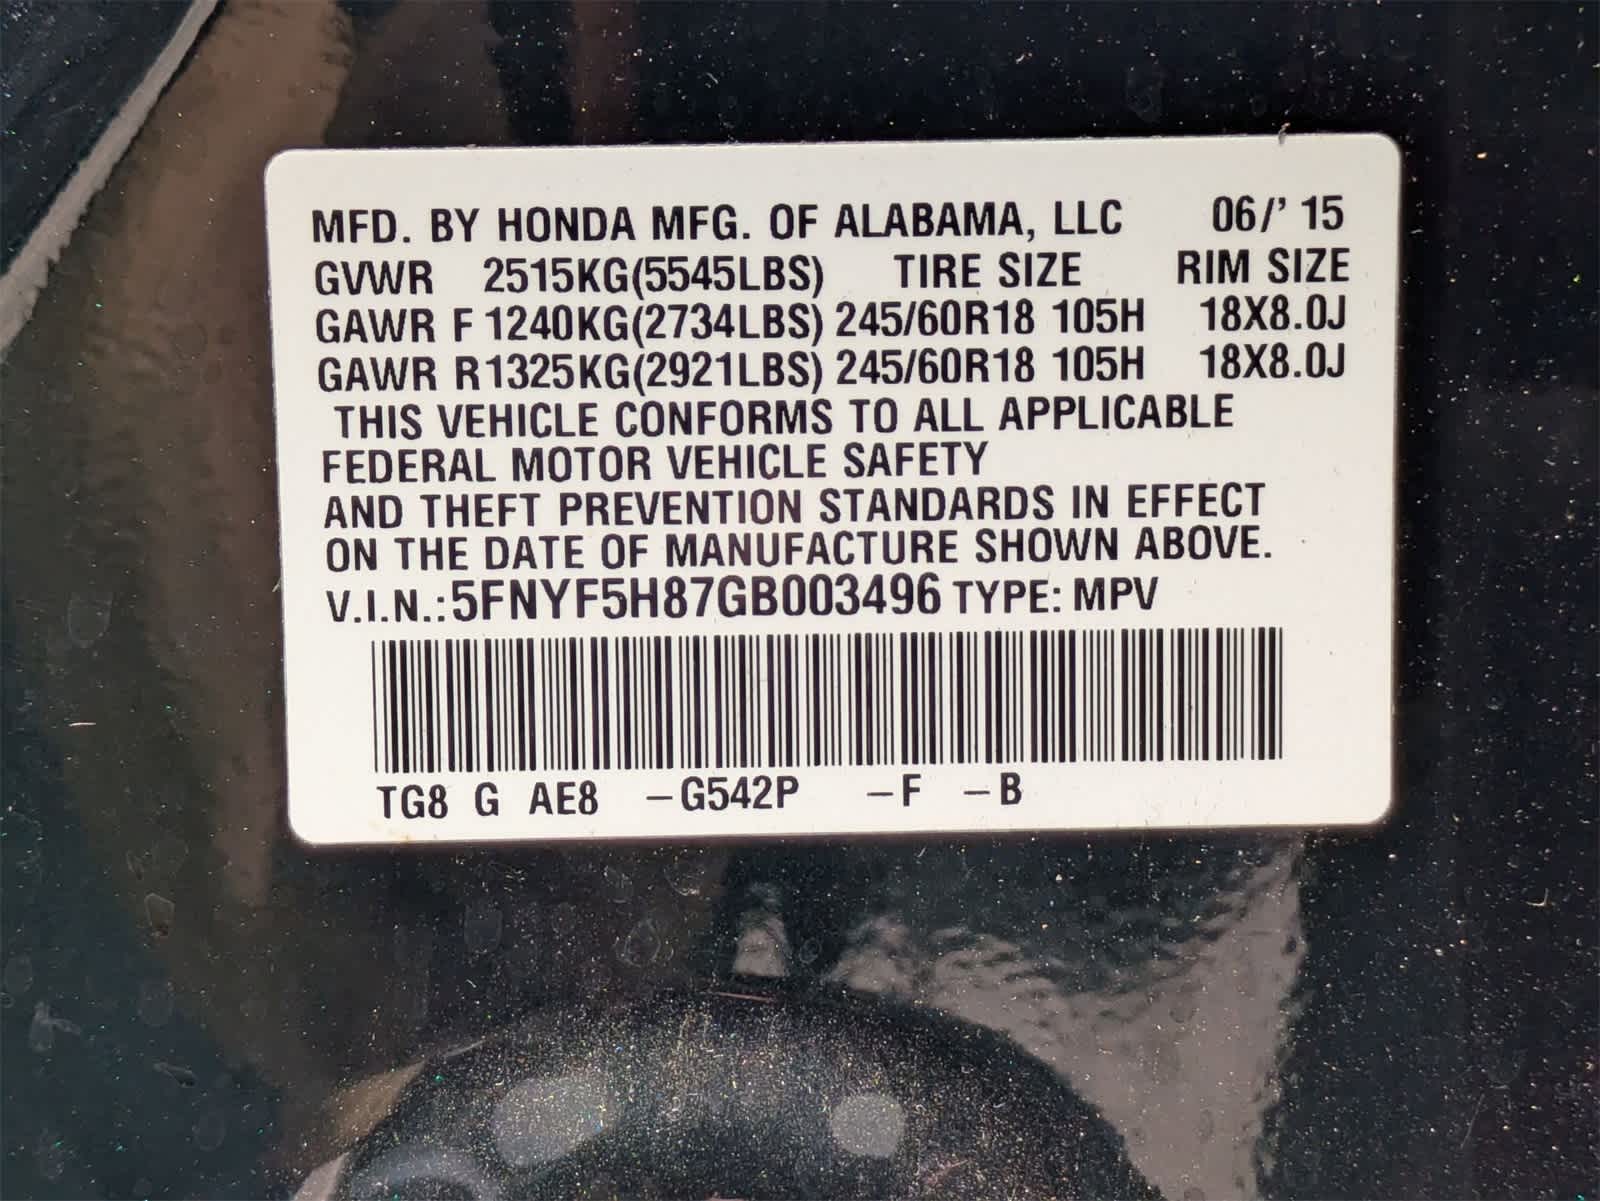 MFD. BY HONDA MFG. OF ALABAMA, LLC 06/' 15
GVWR 2515KG(5545LBS) TIRE SIZE RIM SIZE
GAWR F 1240KG(2734LBS) 245/60R18 105H 18X8.0J
GAWR R 1325KG(2921LBS) 245/60R18 105H 18X8.0J
THIS VEHICLE CONFORMS TO ALL APPLICABLE
FEDERAL MOTOR VEHICLE SAFETY
AND THEFT PREVENTION STANDARDS IN EFFECT
ON THE DATE OF MANUFACTURE SHOWN ABOVE.
V.I.N.:5FNYF5H87GB003496 TYPE: MPV
TG8 G AE8 –G542P –F –B